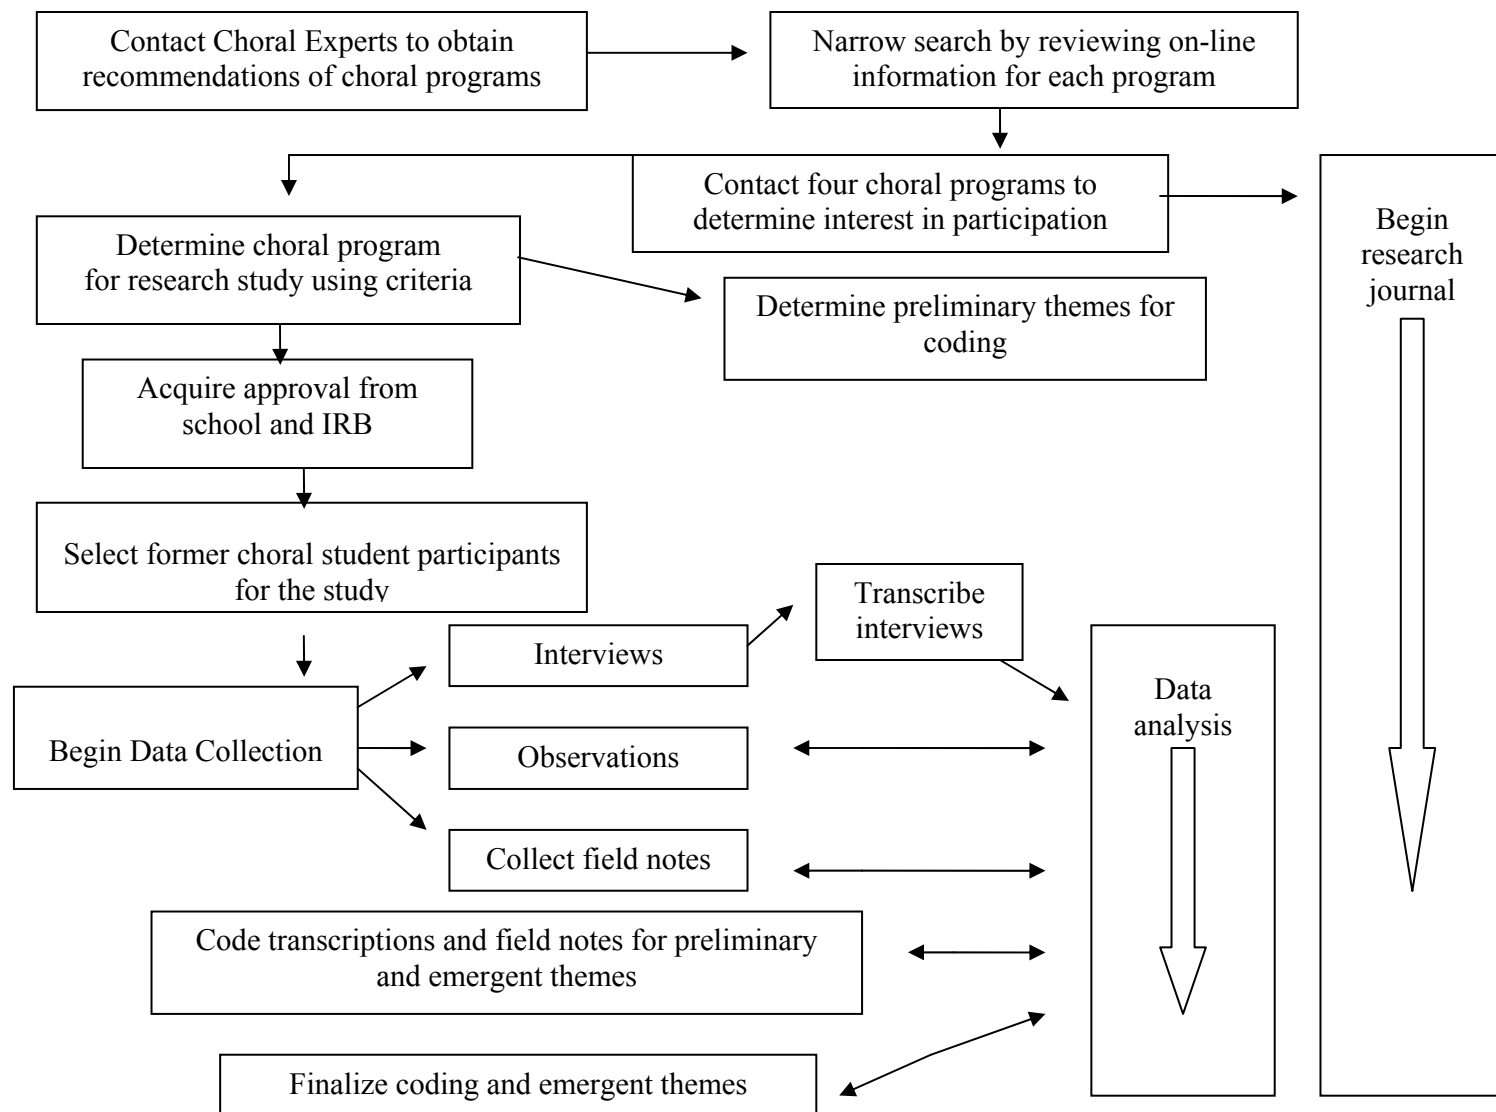 Contact Choral Experts to obtain
recommendations of choral programs
Narrow search by reviewing on-line
information for each program
Contact four choral programs to
determine interest in participation
Begin
research
journal
Determine choral program
for research study using criteria
Determine preliminary themes for
coding
Acquire approval from
school and IRB
Select former choral student participants
for the study
Transcribe
interviews
Interviews
Data
analysis
Begin Data Collection
Observations
Collect field notes
Code transcriptions and field notes for preliminary
and emergent themes
Finalize coding and emergent themes